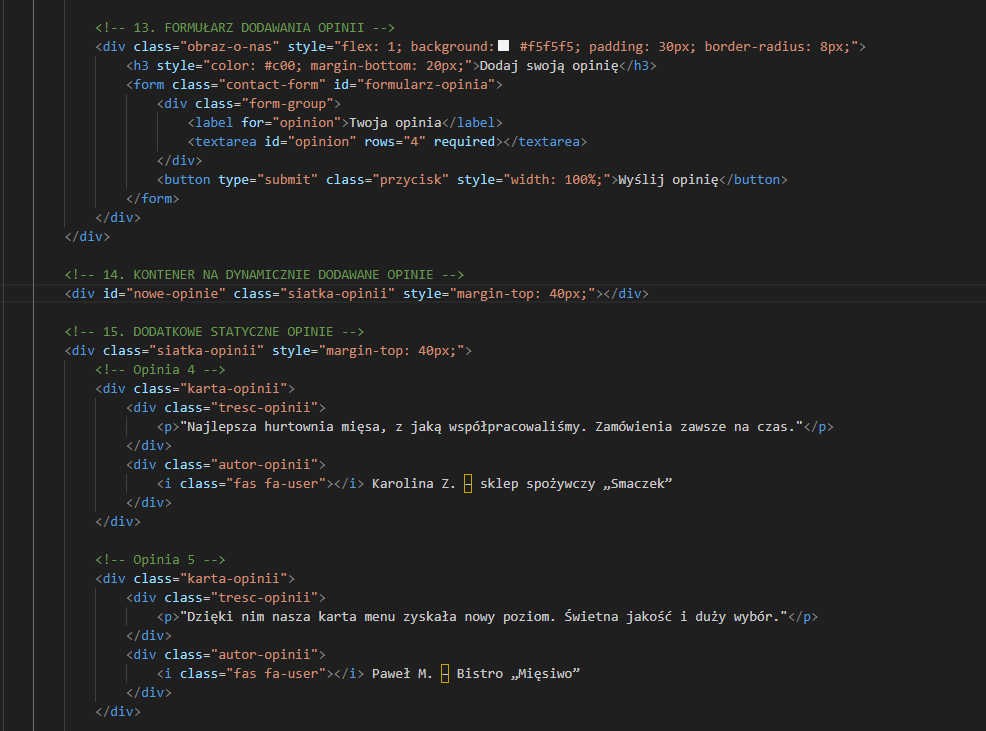 <!-- 13. FORMUŁARZ DODAWANIA OPINII -->
<div class="obraz-o-nas" style="flex: 1; background: #f5f5f5; padding: 30px; border-radius: 8px;">
<h3 style="color: #c00; margin-bottom: 20px;">Dodaj swoją opinię</h3>
<form class="contact-form" id="formularz-opinia">
<div class="form-group">
<label for="opinion">Twoja opinia</label>
<textarea id="opinion" rows="4" required></textarea>
</div>
<button type="submit" class="przycisk" style="width: 100%;">Wyślij opinię</button>
</form>
</div>
</div>
<!-- 14. KONTENER NA DYNAMICZNIE DODAWANE OPINIE -->
<div id="nowe-opinie" class="siatka-opinii" style="margin-top: 40px;"></div>
<!-- 15. DODATKOWE STATYCZNE OPINIE -->
<div class="siatka-opinii" style="margin-top: 40px;">
<!-- Opinia 4 -->
<div class="karta-opinii">
<div class="tresc-opinii">
<p>"Najlepsza hurtownia mięsa, z jaką współpracowaliśmy. Zamówienia zawsze na czas."</p>
</div>
<div class="autor-opinii">
<i class="fas fa-user"></i> Karolina Z. – sklep spożywczy „Smaczek”
</div>
</div>
<!-- Opinia 5 -->
<div class="karta-opinii">
<div class="tresc-opinii">
<p>"Dzięki nim nasza karta menu zyskała nowy poziom. Świetna jakość i duży wybór."</p>
</div>
<div class="autor-opinii">
<i class="fas fa-user"></i> Paweł M. – Bistro „Mięsiwo”
</div>
</div>